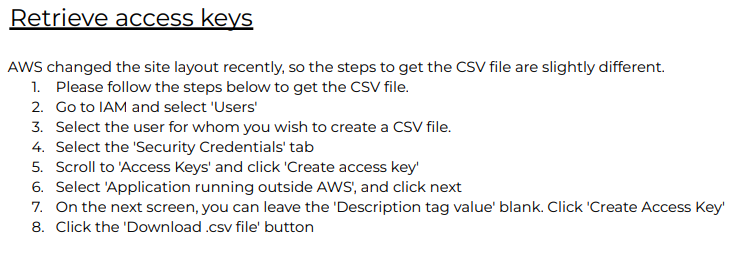 Retrieve access keys
AWS changed the site layout recently, so the steps to get the CSV file are slightly different.
1. Please follow the steps below to get the CSV file.
2. Go to IAM and select 'Users'
3. Select the user for whom you wish to create a CSV file.
4. Select the 'Security Credentials' tab
5. Scroll to 'Access Keys' and click 'Create access key'
6. Select 'Application running outside AWS', and click next
7. On the next screen, you can leave the 'Description tag value' blank. Click 'Create Access Key'
8. Click the 'Download .csv file' button